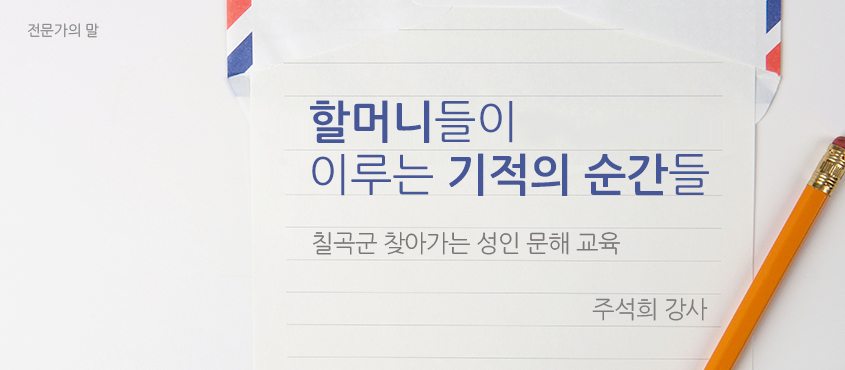 전문가의 말
할머니들이
이루는 기적의 순간들
칠곡군 찾아가는 성인 문해 교육
주석희 강사